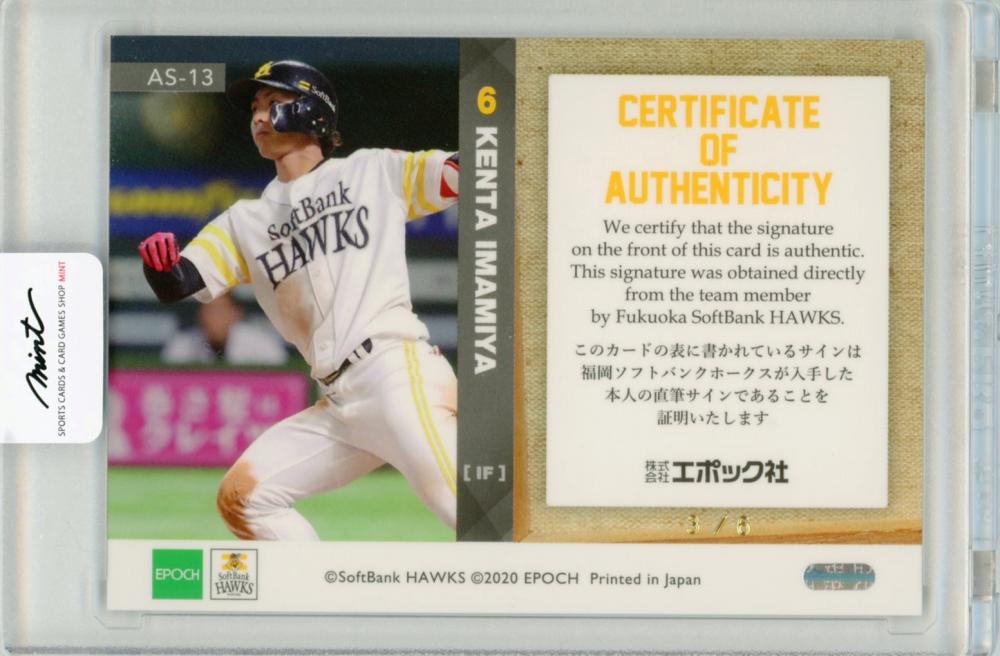 AS-13
SoftBank
SoftBank
HAWKS
6 KENTA IMAMIYA
[ IF ]
CERTIFICATE
OF
AUTHENTICITY
We certify that the signature
on the front of this card is authentic.
This signature was obtained directly
from the team member
by Fukuoka SoftBank HAWKS.
このカードの表に書かれているサインは
福岡ソフトバンクホークスが入手した
本人の直筆サインであることを
証明いたします
株式会社エポック社
3 / 6
EPOCH
SoftBank
HAWKS
©SoftBank HAWKS ©2020 EPOCH Printed in Japan
mint
SPORTS CARDS & CARD GAMES SHOP MINT